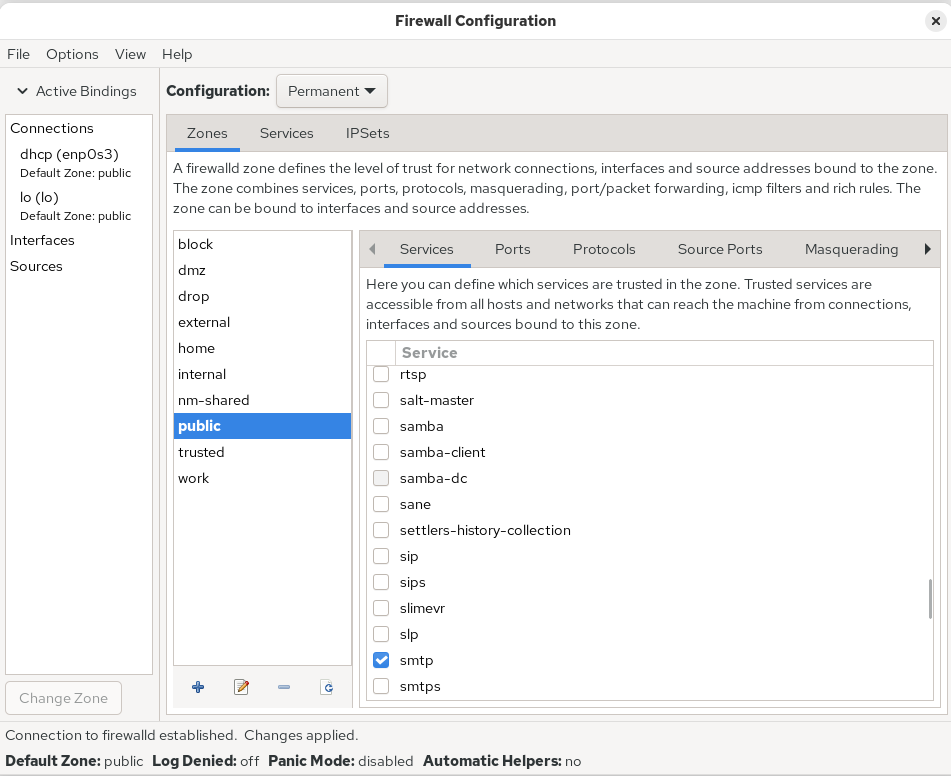 Firewall Configuration
File Options View Help
Active Bindings
Configuration: Permanent
Connections
dhcp (enp0s3)
Default Zone: public
lo (lo)
Default Zone: public
Interfaces
Sources
Change Zone
Zones Services IPSets
A firewalld zone defines the level of trust for network connections, interfaces and source addresses bound to the zone.
The zone combines services, ports, protocols, masquerading, port/packet forwarding, icmp filters and rich rules. The
zone can be bound to interfaces and source addresses.
block
dmz
drop
external
home
internal
nm-shared
public
trusted
work
Services Ports Protocols Source Ports Masquerading
Here you can define which services are trusted in the zone. Trusted services are
accessible from all hosts and networks that can reach the machine from connections,
interfaces and sources bound to this zone.
Service
rtsp
salt-master
samba
samba-client
samba-dc
sane
settlers-history-collection
sip
sips
slimevr
slp
smtp
smtps
Connection to firewalld established. Changes applied.
Default Zone: public Log Denied: off Panic Mode: disabled Automatic Helpers: no